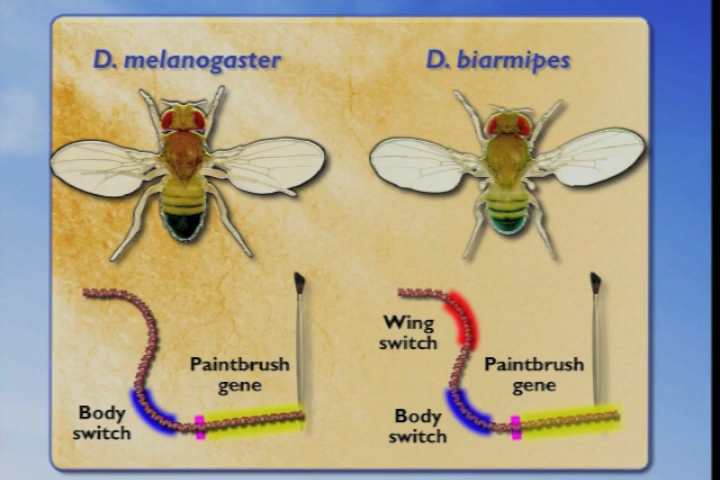 D. melanogaster
D. biarmipes
Paintbrush
gene
Body
switch
Wing
switch
Paintbrush
gene
Body
switch